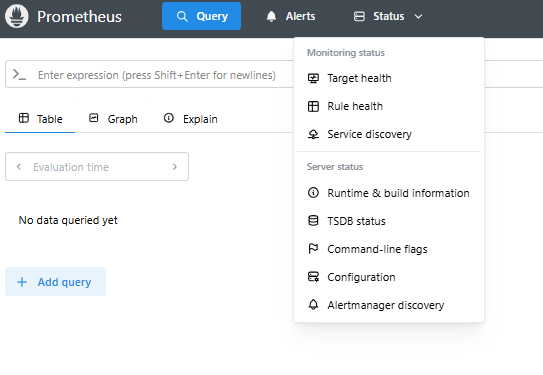 Prometheus Query Alerts Status
Monitoring status
>_ Enter expression (press Shift+Enter for newlines)
Target health
Rule health
Table Graph Explain
Service discovery
Evaluation time
Server status
Runtime & build information
No data queried yet
TSDB status
Command-line flags
Add query
Configuration
Alertmanager discovery